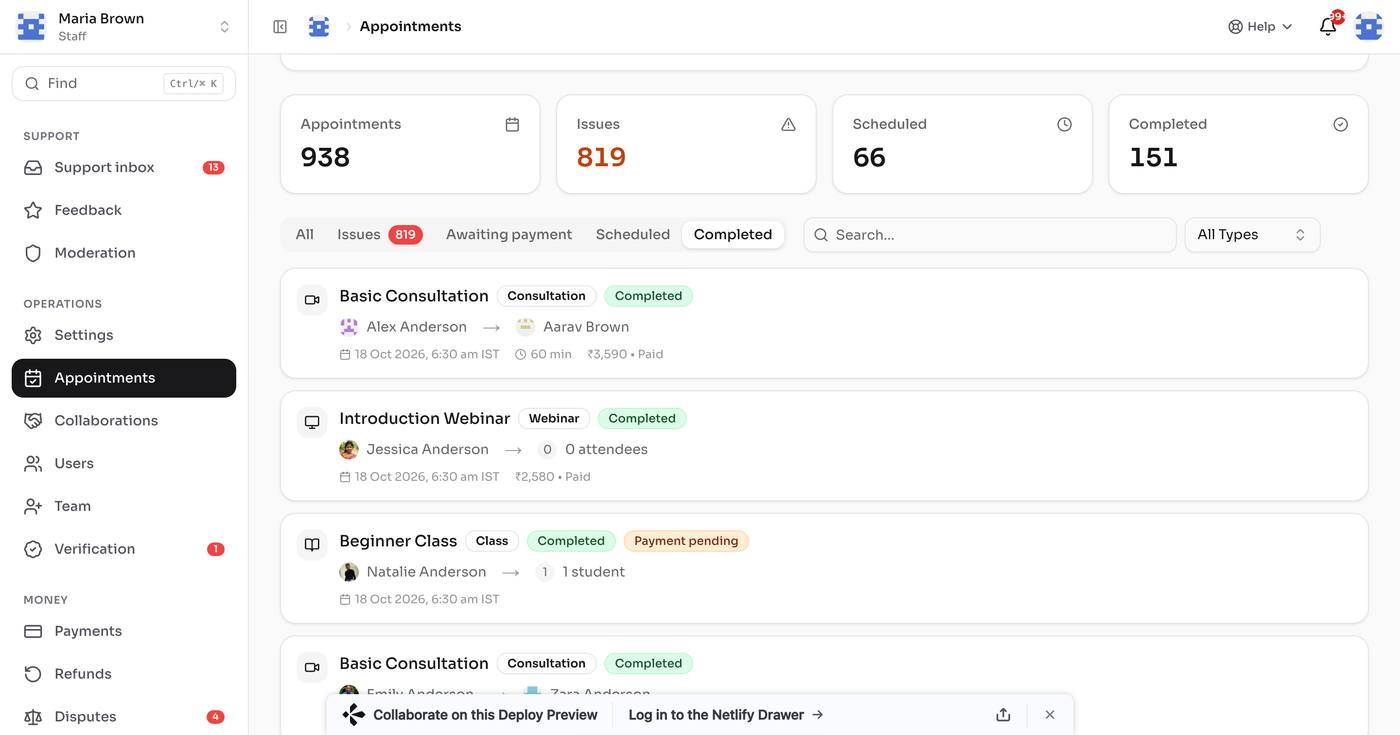 Maria Brown
Staff
Appointments
Help
99+
Find
Ctrl/⌘ K
SUPPORT
Support inbox 13
Feedback
Moderation
OPERATIONS
Settings
Appointments
Collaborations
Users
Team
Verification 1
MONEY
Payments
Refunds
Disputes 4
Appointments
938
Issues
819
Scheduled
66
Completed
151
All Issues 819 Awaiting payment Scheduled Completed
Search...
All Types
Basic Consultation Consultation Completed
Alex Anderson → Aarav Brown
18 Oct 2026, 6:30 am IST 60 min ₹3,590 • Paid
Introduction Webinar Webinar Completed
Jessica Anderson → 0 0 attendees
18 Oct 2026, 6:30 am IST ₹2,580 • Paid
Beginner Class Class Completed Payment pending
Natalie Anderson → 1 1 student
18 Oct 2026, 6:30 am IST
Basic Consultation Consultation Completed
Emily Anderson → Zara Anderson
Collaborate on this Deploy Preview Log in to the Netlify Drawer →